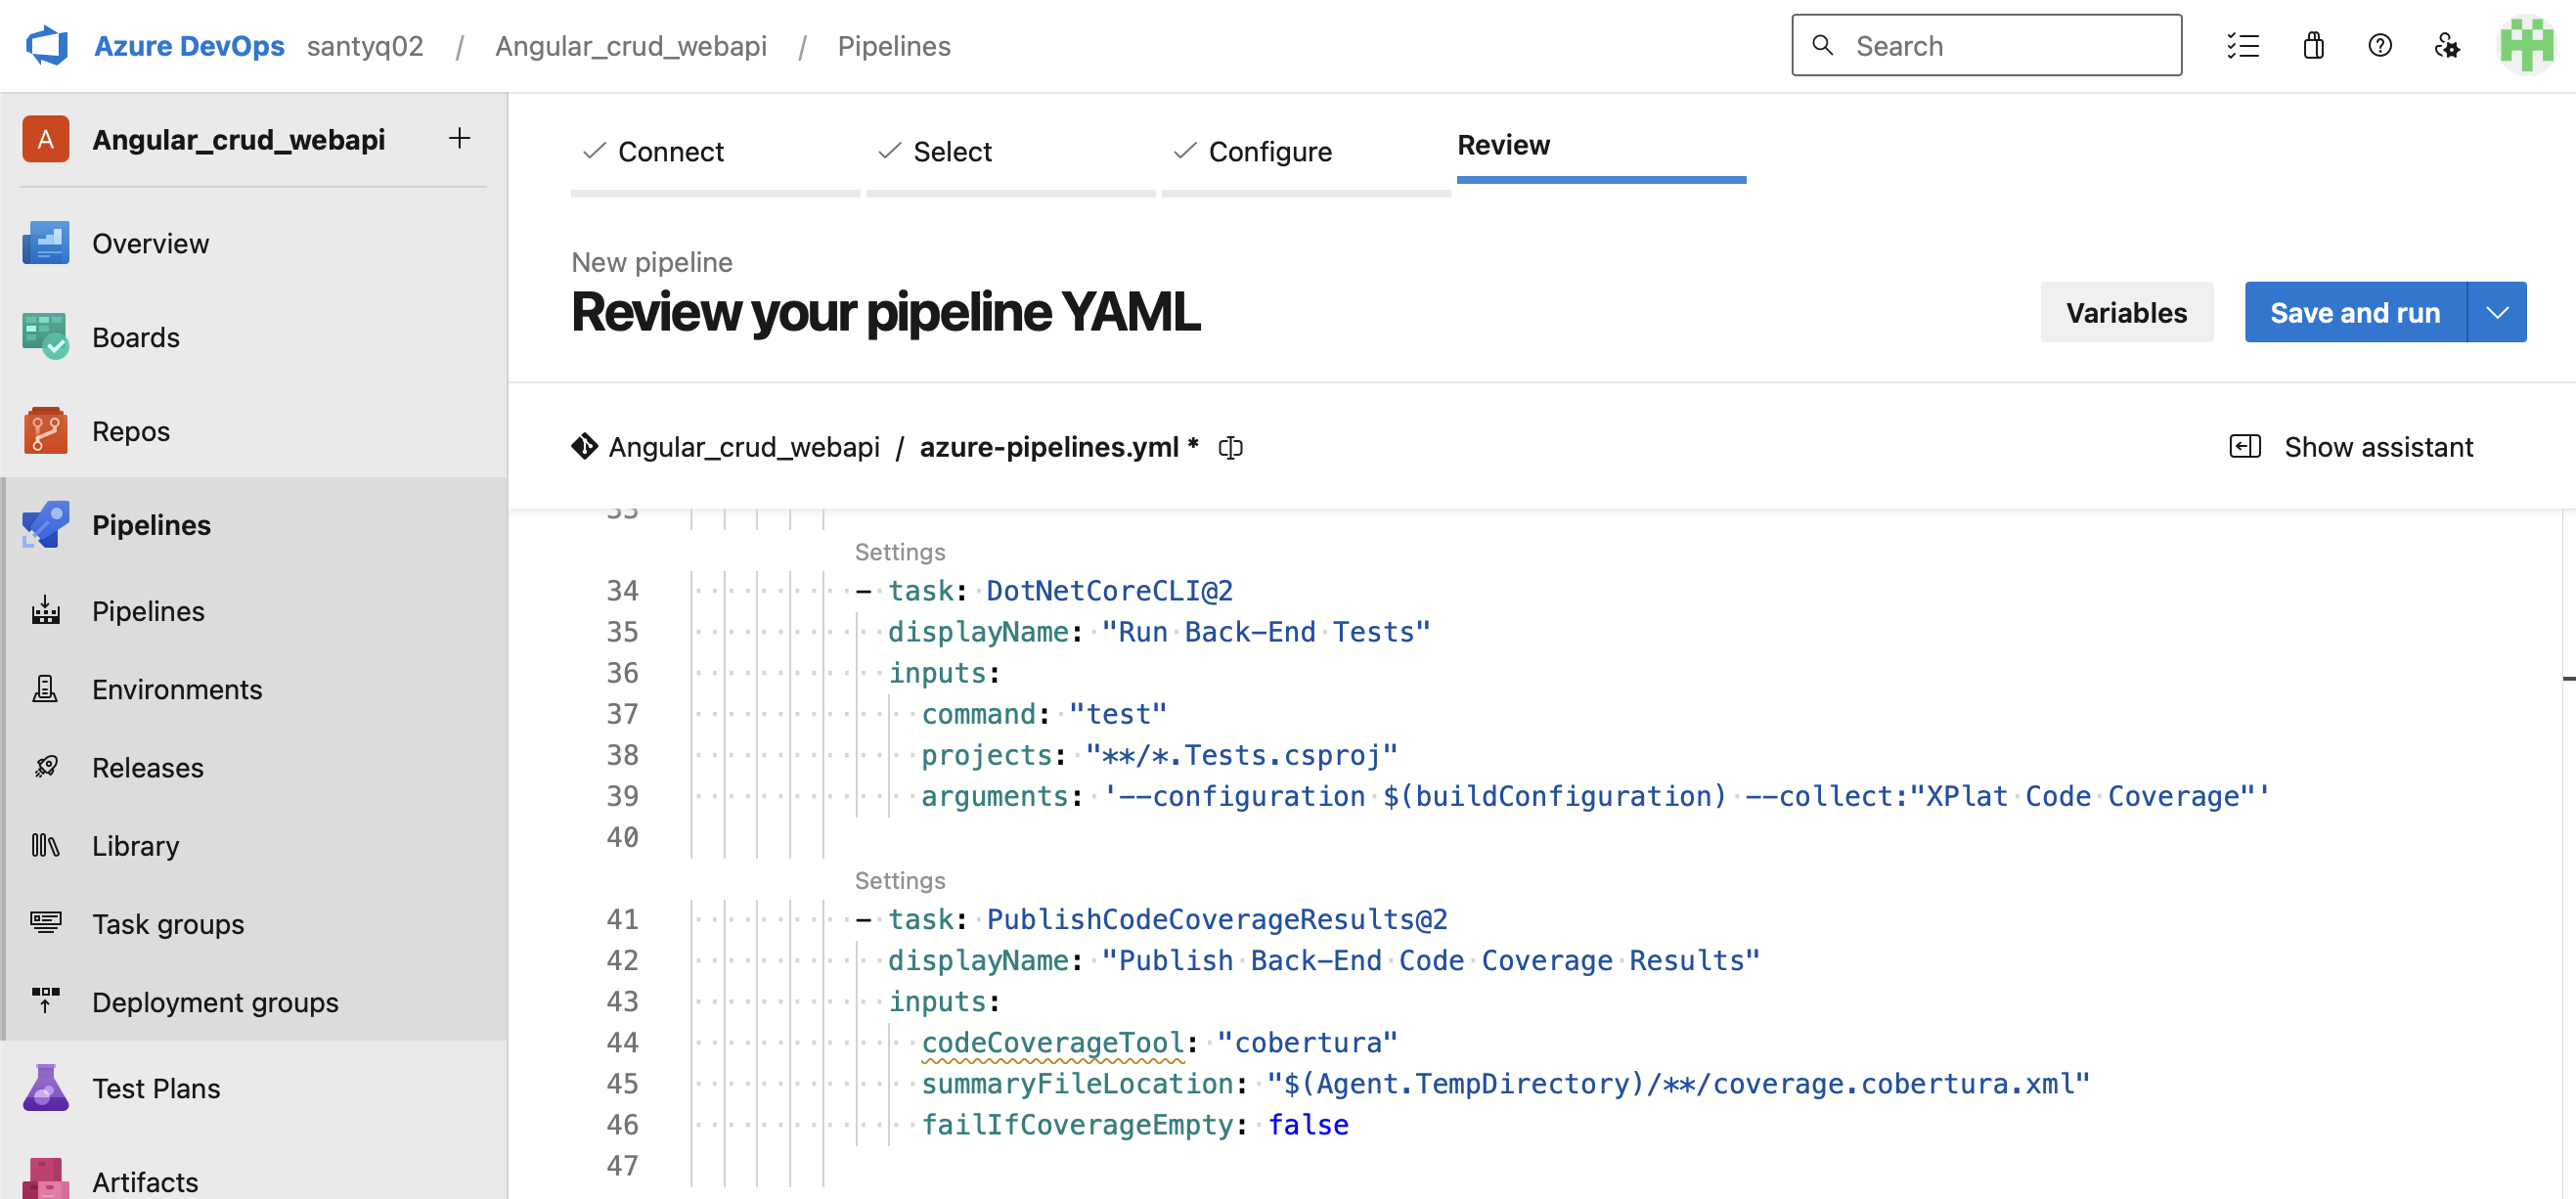 Azure DevOps santyq02 / Angular_crud_webapi / Pipelines
Search
A Angular_crud_webapi +
Overview
Boards
Repos
Pipelines
Pipelines
Environments
Releases
Library
Task groups
Deployment groups
Test Plans
Artifacts
Connect Select Configure Review
New pipeline
Review your pipeline YAML
Variables Save and run
Angular_crud_webapi / azure-pipelines.yml *
Show assistant
Settings
34 - task: DotNetCoreCLI@2
35 displayName: "Run Back-End Tests"
36 inputs:
37 command: "test"
38 projects: "**/*.Tests.csproj"
39 arguments: '--configuration $(buildConfiguration) --collect:"XPlat Code Coverage"'
40
Settings
41 - task: PublishCodeCoverageResults@2
42 displayName: "Publish Back-End Code Coverage Results"
43 inputs:
44 codeCoverageTool: "cobertura"
45 summaryFileLocation: "$(Agent.TempDirectory)/**/coverage.cobertura.xml"
46 failIfCoverageEmpty: false
47